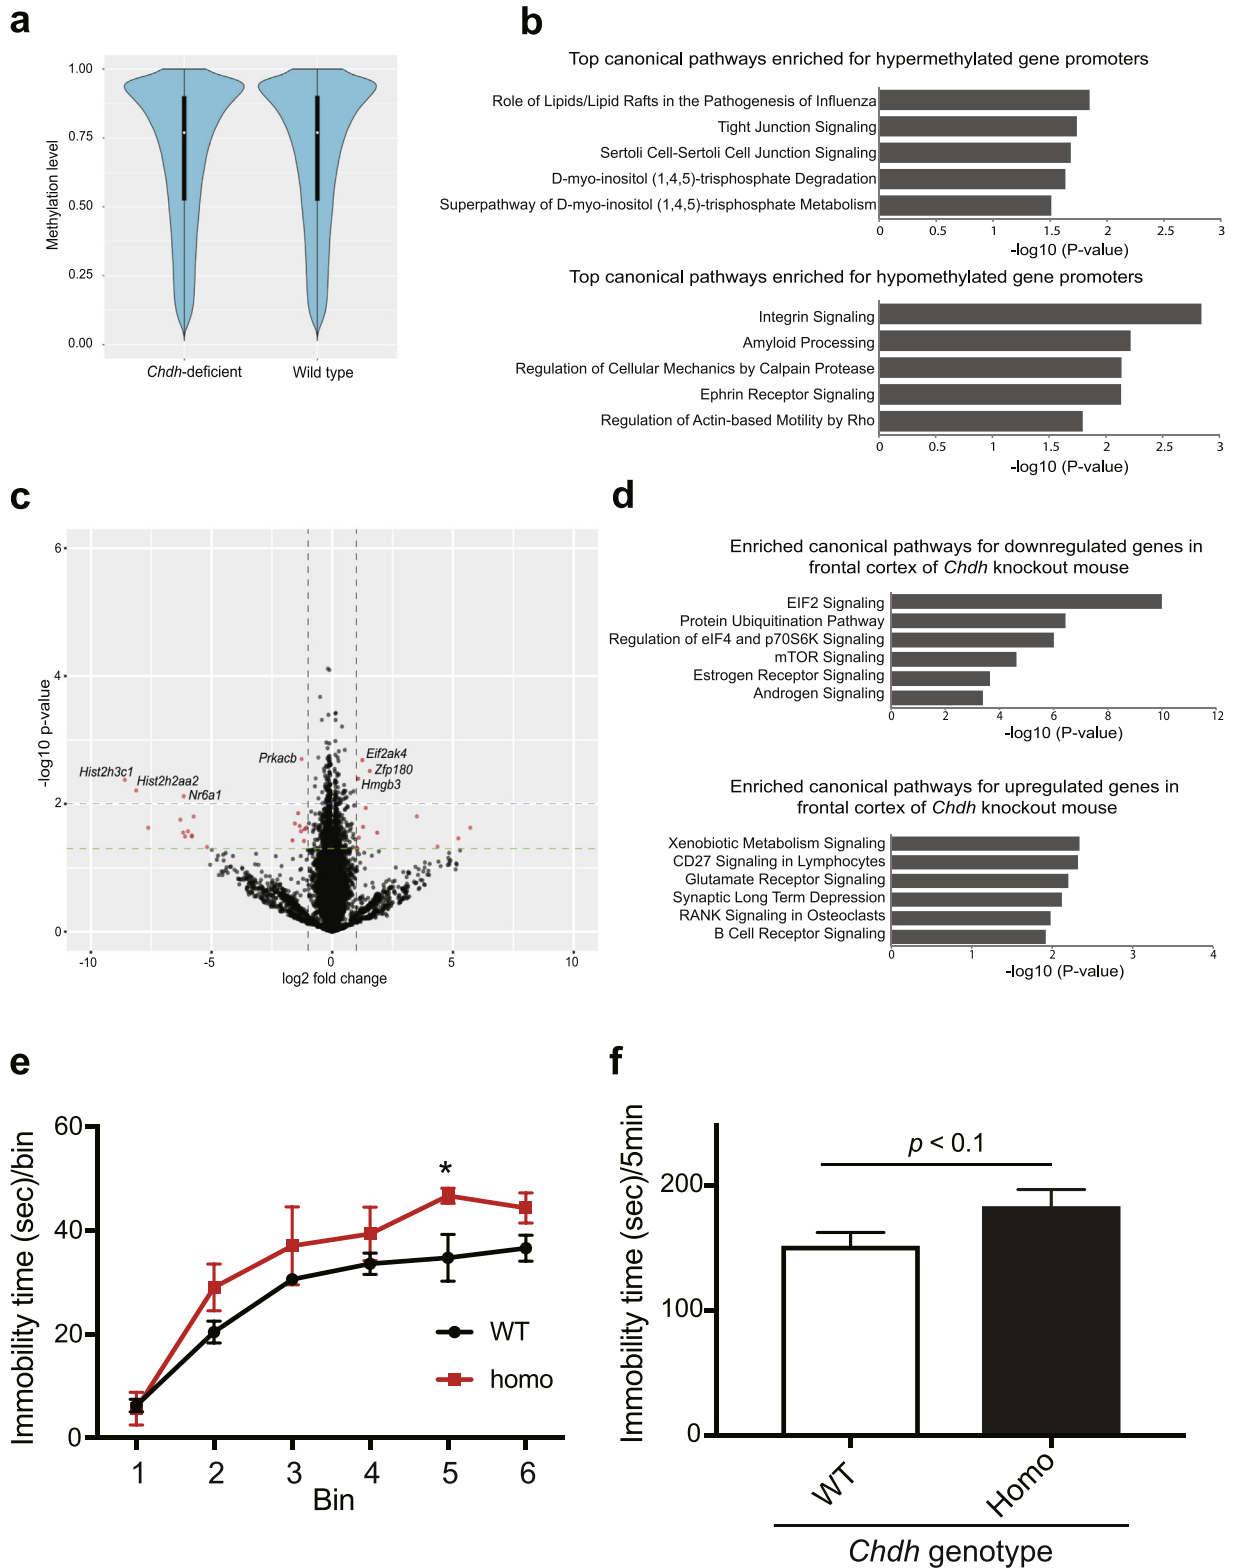 a
1.00
0.75
0.50
0.25
0.00
Methylation level
Chdh-deficient
Wild type
b
Top canonical pathways enriched for hypermethylated gene promoters
Role of Lipids/Lipid Rafts in the Pathogenesis of Influenza
Tight Junction Signaling
Sertoli Cell-Sertoli Cell Junction Signaling
D-myo-inositol (1,4,5)-trisphosphate Degradation
Superpathway of D-myo-inositol (1,4,5)-trisphosphate Metabolism
0 0.5 1 1.5 2 2.5 3
-log10 (P-value)
Top canonical pathways enriched for hypomethylated gene promoters
Integrin Signaling
Amyloid Processing
Regulation of Cellular Mechanics by Calpain Protease
Ephrin Receptor Signaling
Regulation of Actin-based Motility by Rho
0 0.5 1 1.5 2 2.5 3
-log10 (P-value)
c
6
4
2
0
-log10 p-value
Prkacb
Eif2ak4
Zfp180
Hmgb3
Hist2h3c1
Hist2h2aa2
Nr6a1
-10 -5 0 5 10
log2 fold change
d
Enriched canonical pathways for downregulated genes in
frontal cortex of Chdh knockout mouse
EIF2 Signaling
Protein Ubiquitination Pathway
Regulation of eIF4 and p70S6K Signaling
mTOR Signaling
Estrogen Receptor Signaling
Androgen Signaling
0 2 4 6 8 10 12
-log10 (P-value)
Enriched canonical pathways for upregulated genes in
frontal cortex of Chdh knockout mouse
Xenobiotic Metabolism Signaling
CD27 Signaling in Lymphocytes
Glutamate Receptor Signaling
Synaptic Long Term Depression
RANK Signaling in Osteoclasts
B Cell Receptor Signaling
0 1 2 3 4
-log10 (P-value)
e
60
40
20
0
Immobility time (sec)/bin
*
WT
homo
1 2 3 4 5 6
Bin
f
200
100
0
Immobility time (sec)/5min
p < 0.1
WT
Homo
Chdh genotype